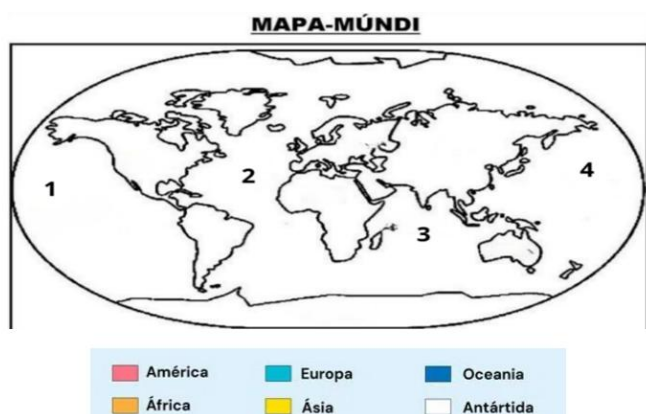 MAPA-MÚNDI
1
2
3
4
América
Europa
Oceania
África
Ásia
Antártida